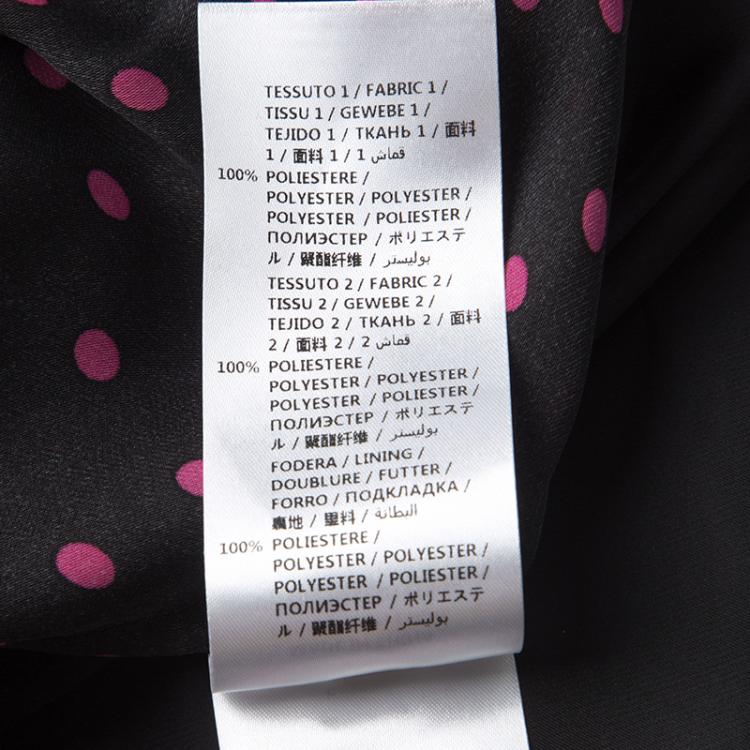 TESSUTO 1 / FABRIC 1 /
TISSU 1 / GEWEBE 1 /
TEJIDO 1 / ТКАНЬ 1 / 面料
1 / 面料 1 / قماش 1
100% POLIESTERE /
POLYESTER / POLYESTER /
POLYESTER / POLIESTER /
ПОЛИЭСТЕР / ポリエステ
ル / 聚酯纤维 / بوليستر
TESSUTO 2 / FABRIC 2 /
TISSU 2 / GEWEBE 2 /
TEJIDO 2 / ТКАНЬ 2 / 面料
2 / 面料 2 / قماش 2
100% POLIESTERE /
POLYESTER / POLYESTER /
POLYESTER / POLIESTER /
ПОЛИЭСТЕР / ポリエステ
ル / 聚酯纤维 / بوليستر
FODERA / LINING /
DOUBLURE / FUTTER /
FORRO / ПОДКЛАДКА /
裏地 / 里料 / البطانة
100% POLIESTERE /
POLYESTER / POLYESTER /
POLYESTER / POLIESTER /
ПОЛИЭСТЕР / ポリエステ
ル / 聚酯纤维 / بوليستر